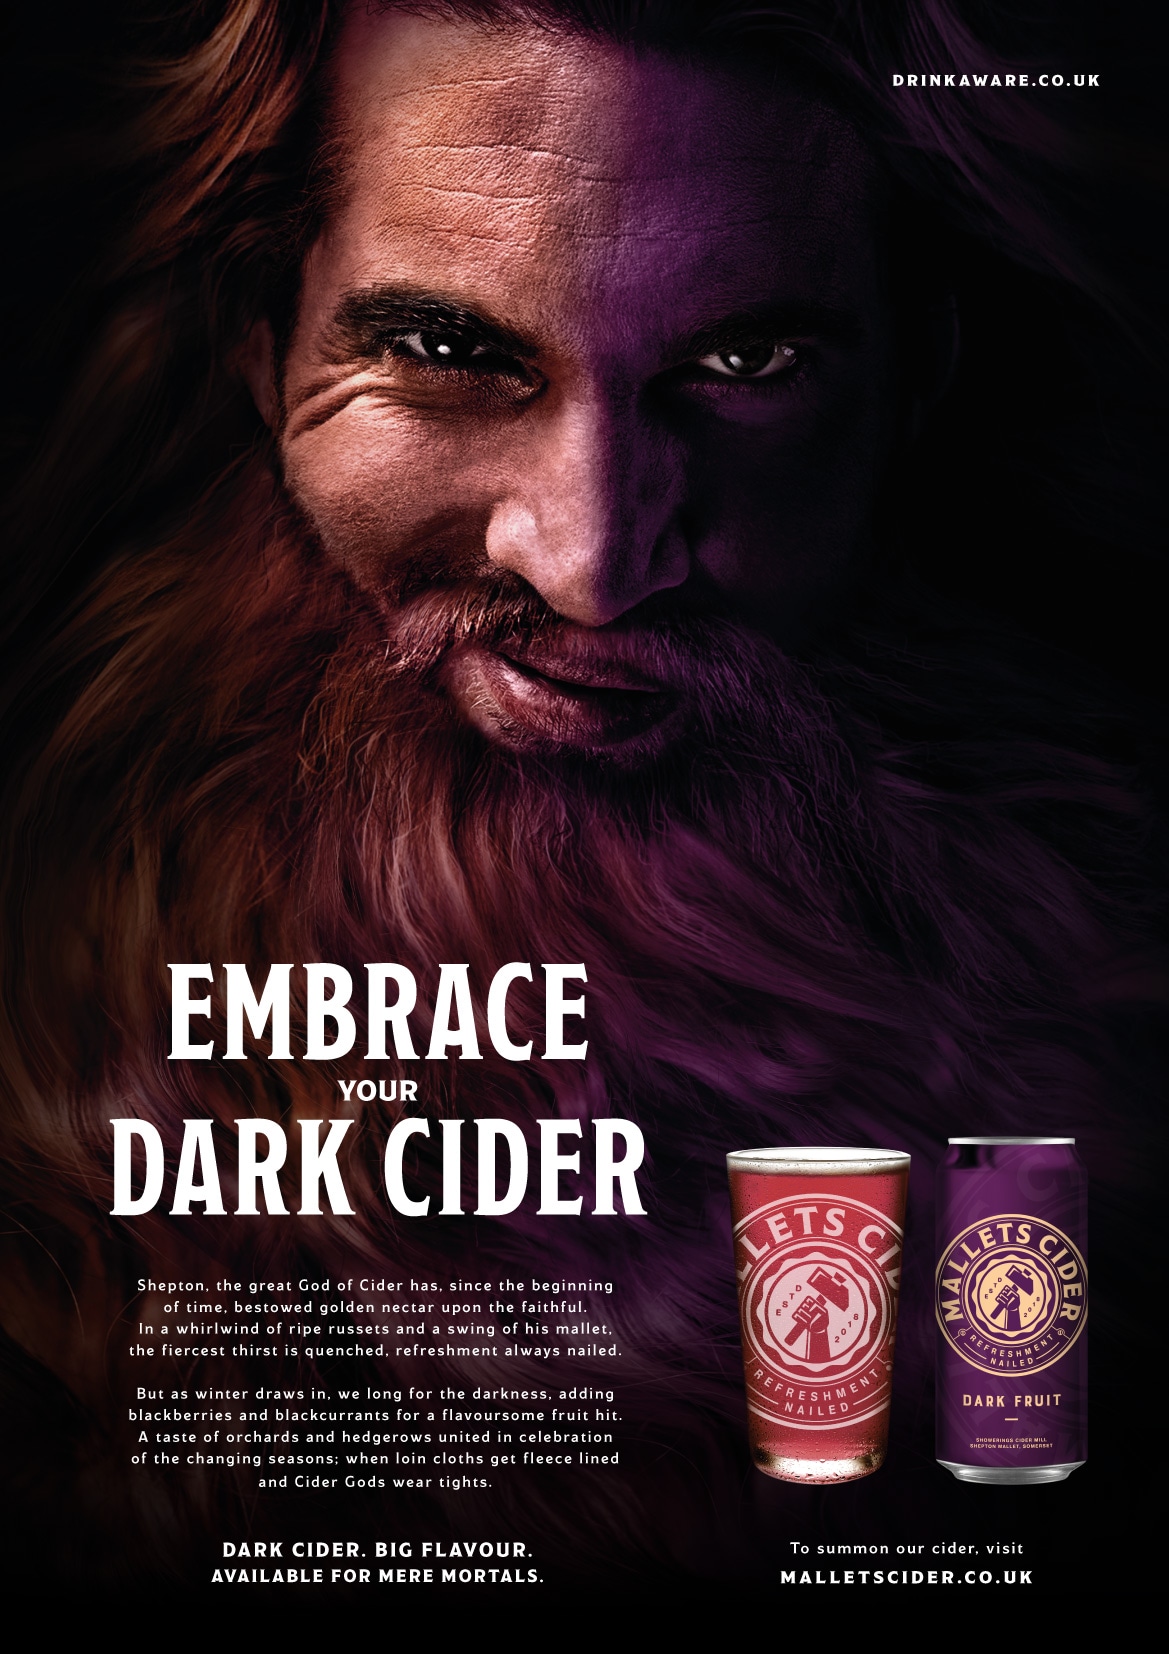 DRINKAWARE.CO.UK
EMBRACE
YOUR
DARK CIDER
Shepton, the great God of Cider has, since the beginning
of time, bestowed golden nectar upon the faithful.
In a whirlwind of ripe russets and a swing of his mallet,
the fiercest thirst is quenched, refreshment always nailed.
But as winter draws in, we long for the darkness, adding
blackberries and blackcurrants for a flavoursome fruit hit.
A taste of orchards and hedgerows united in celebration
of the changing seasons; when loin cloths get fleece lined
and Cider Gods wear tights.
DARK CIDER. BIG FLAVOUR.
AVAILABLE FOR MERE MORTALS.
LLETS CI
ESTD
2018
REFRESHMENT
NAILED
MALLETS CIDER
ESTD
2018
REFRESHMENT
NAILED
DARK FRUIT
SHOWERINGS CIDER MILL
SHEPTON MALLET, SOMERSET
To summon our cider, visit
MALLETSCIDER.CO.UK